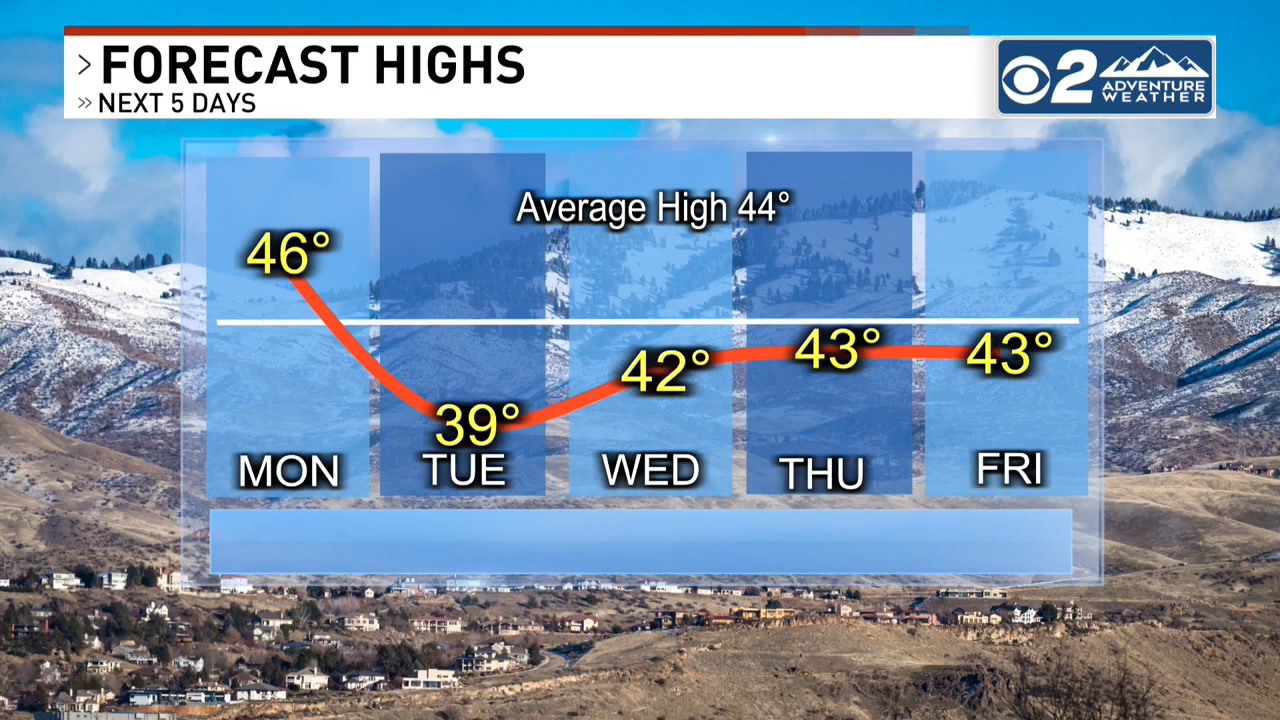 > FORECAST HIGHS
>> NEXT 5 DAYS
2 ADVENTURE
WEATHER
Average High 44°
46°
39°
42°
43°
43°
MON
TUE
WED
THU
FRI